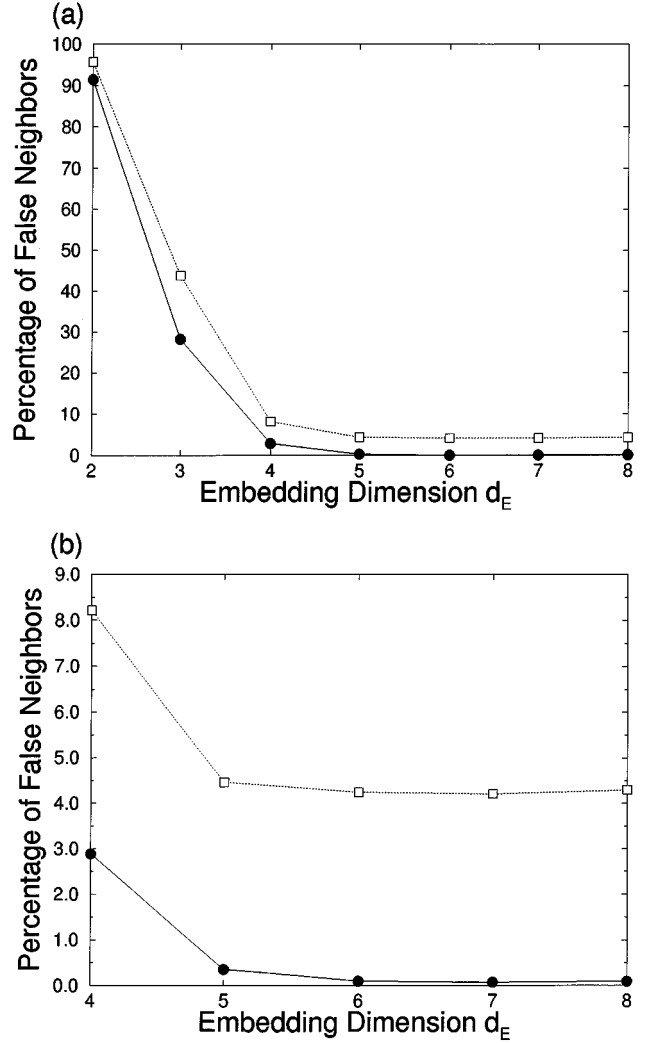 (a)
Percentage of False Neighbors
100
90
80
70
60
50
40
30
20
10
0
2 3 4 5 6 7 8
Embedding Dimension d_E
(b)
Percentage of False Neighbors
9.0
8.0
7.0
6.0
5.0
4.0
3.0
2.0
1.0
0.0
4 5 6 7 8
Embedding Dimension d_E